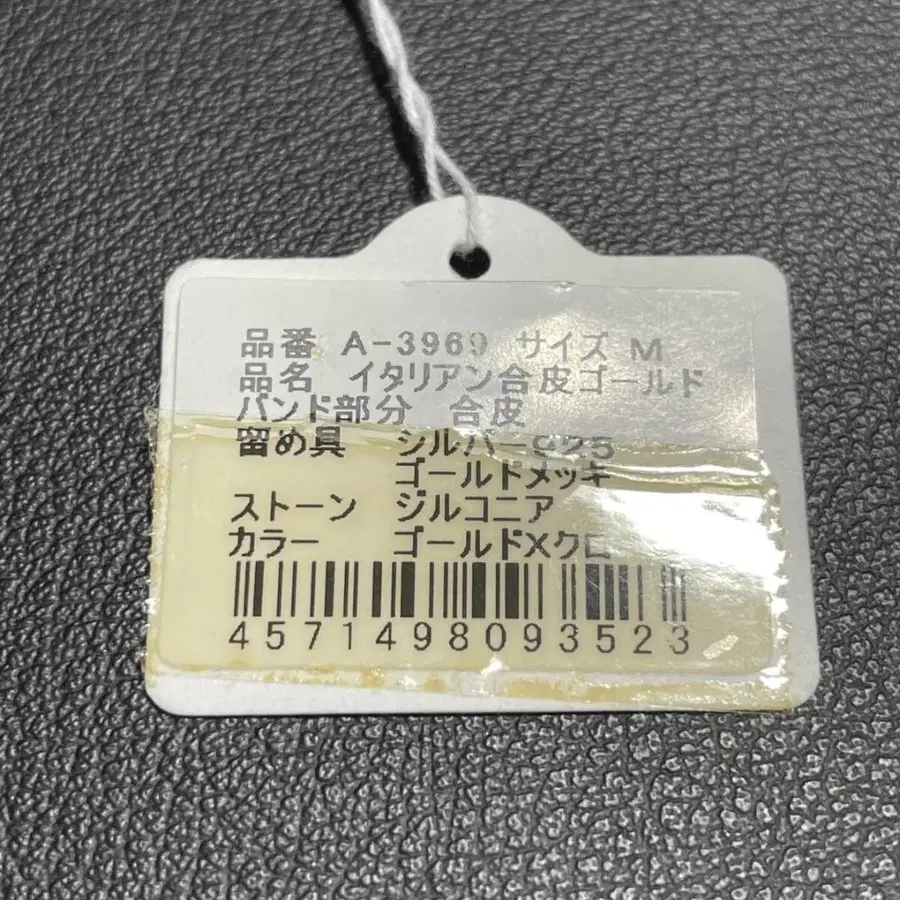 品番 A-3969 サイズ M
品名 イタリアン合皮ゴールド
バンド部分 合皮
留め具 シルバー925
ゴールドメッキ
ストーン ジルコニア
カラー ゴールドXクロ
4571498093523